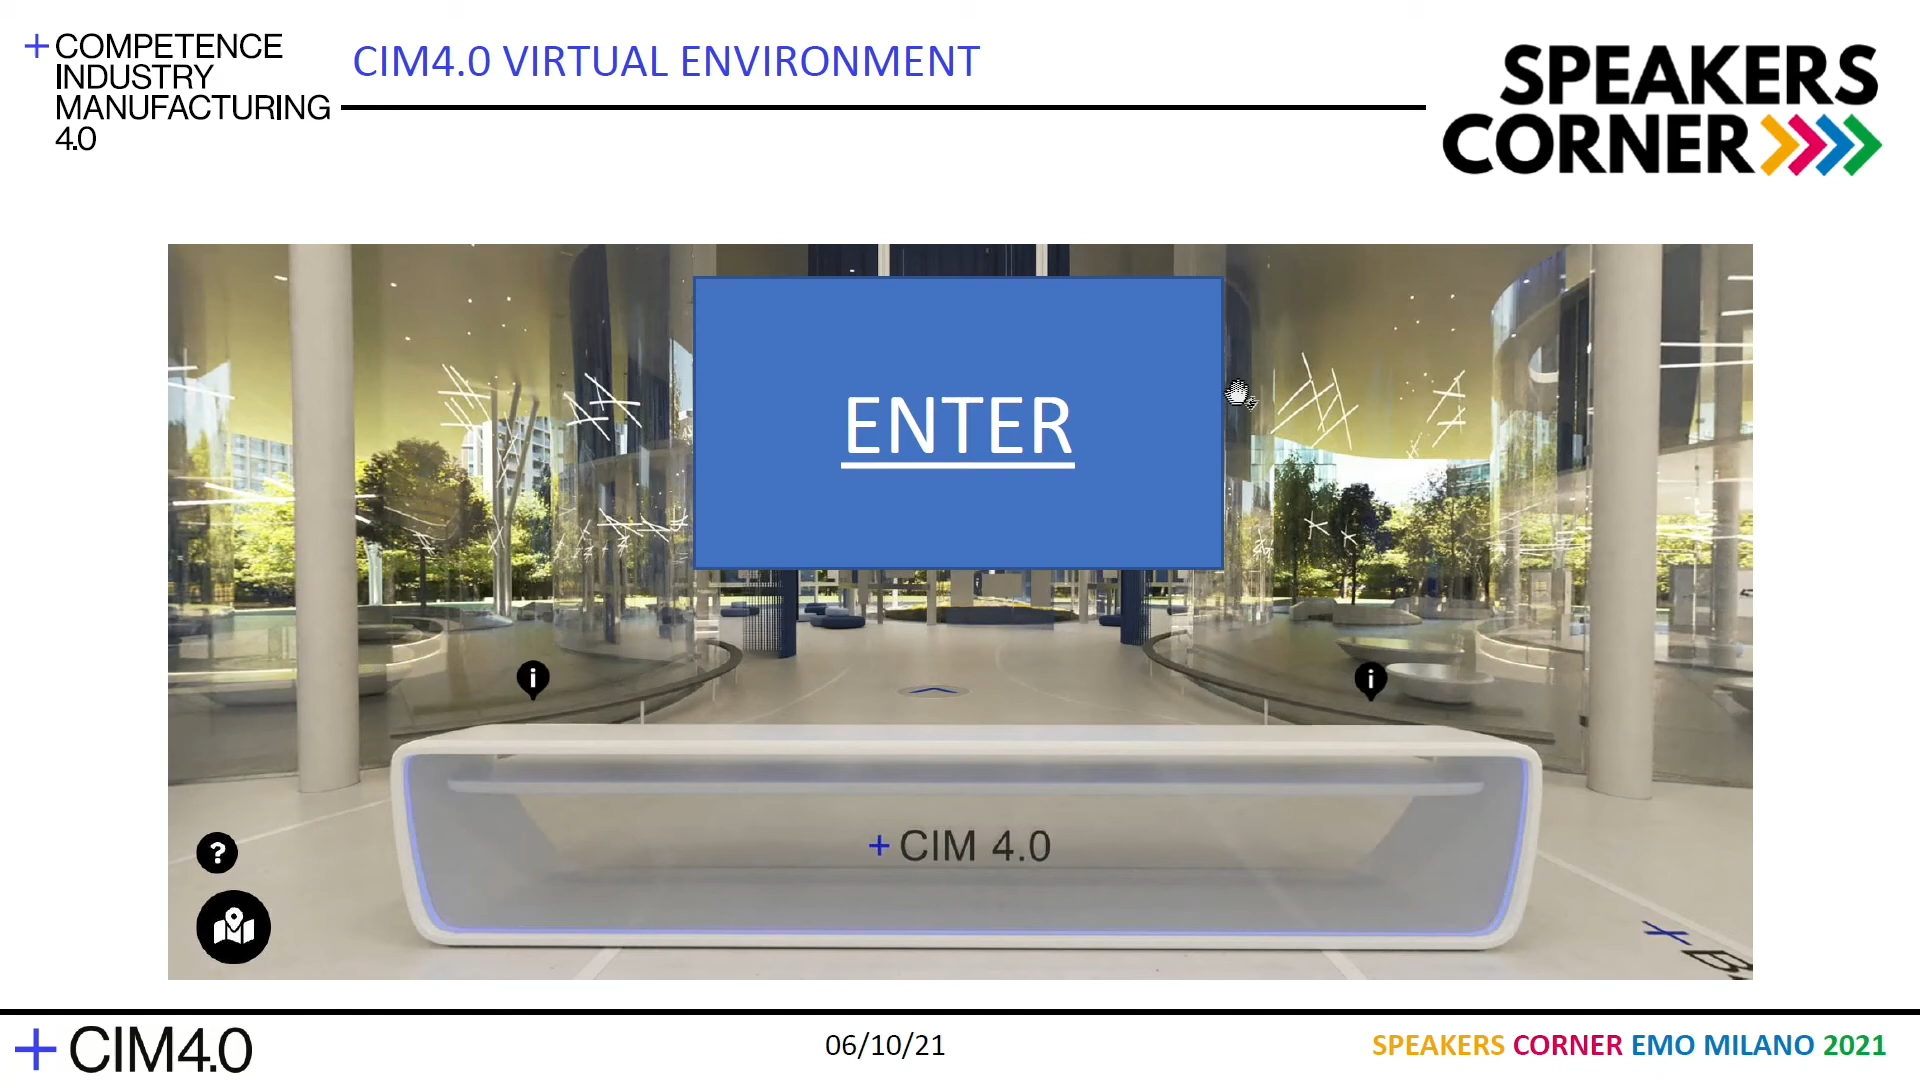 + COMPETENCE
INDUSTRY
MANUFACTURING
4.0
CIM4.0 VIRTUAL ENVIRONMENT
SPEAKERS
CORNER
ENTER
i
i
+ CIM 4.0
?
+CIM4.0
06/10/21
SPEAKERS CORNER EMO MILANO 2021